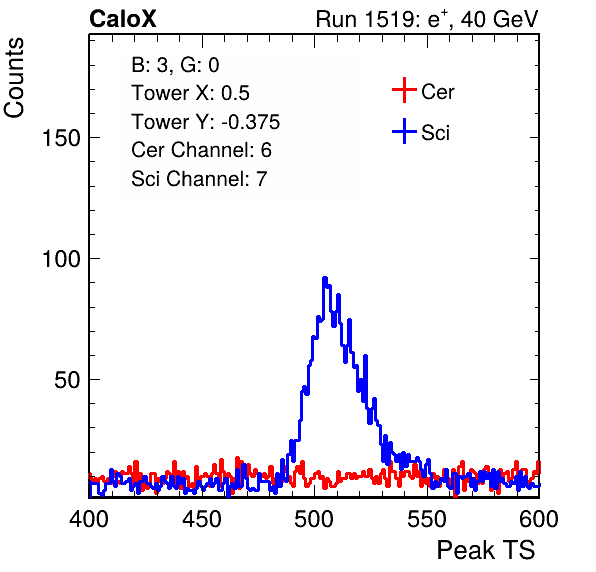 CaloX Run 1519: e⁺, 40 GeV
B: 3, G: 0
Tower X: 0.5
Tower Y: -0.375
Cer Channel: 6
Sci Channel: 7
Cer
Sci
Counts
150
100
50
400 450 500 550 600
Peak TS